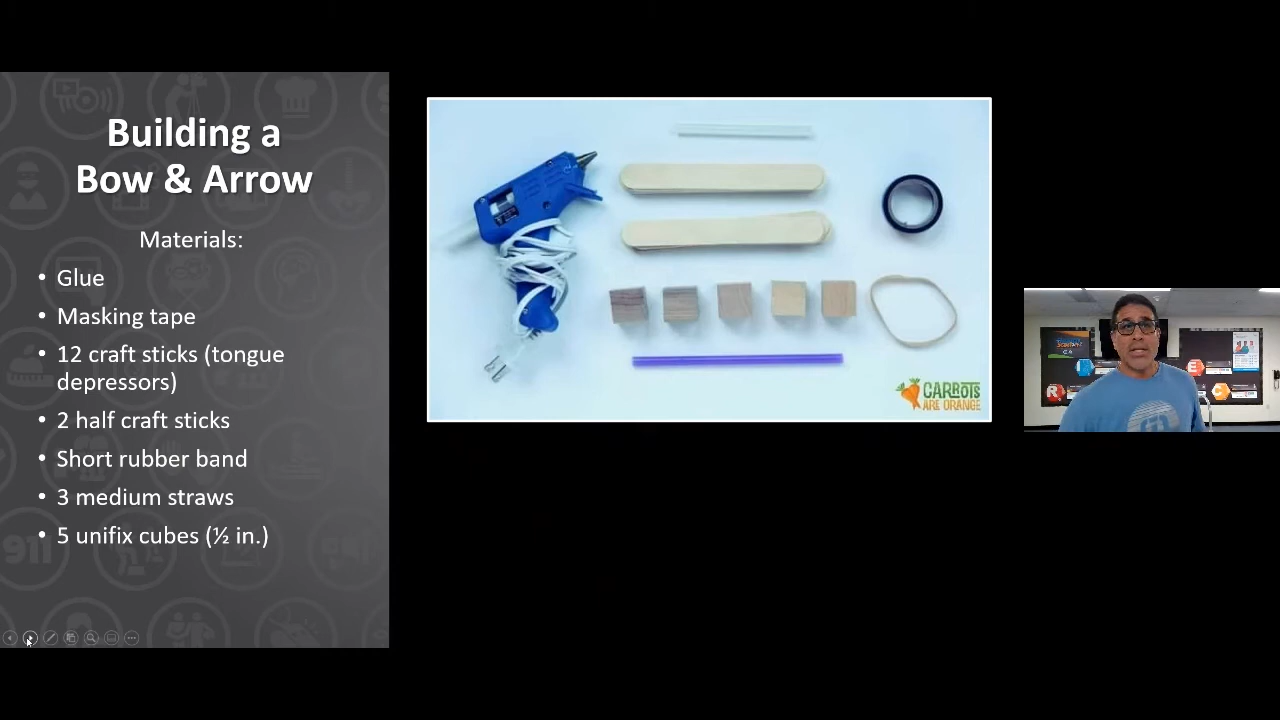 Building a
Bow & Arrow
Materials:
• Glue
• Masking tape
• 12 craft sticks (tongue
depressors)
• 2 half craft sticks
• Short rubber band
• 3 medium straws
• 5 unifix cubes (½ in.)
CARROTS
ARE ORANGE
R
E
C
911